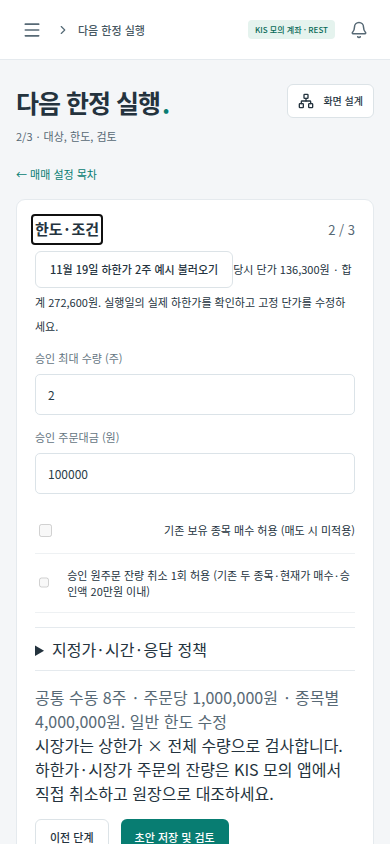 다음 한정 실행
KIS 모의 계좌 · REST
다음 한정 실행.
화면 설계
2/3 · 대상, 한도, 검토
← 매매 설정 목차
한도·조건
2 / 3
11월 19일 하한가 2주 예시 불러오기 당시 단가 136,300원 · 합
계 272,600원. 실행일의 실제 하한가를 확인하고 고정 단가를 수정하
세요.
승인 최대 수량 (주)
2
승인 주문대금 (원)
100000
기존 보유 종목 매수 허용 (매도 시 미적용)
승인 원주문 잔량 취소 1회 허용 (기존 두 종목·현재가 매수·승
인액 20만원 이내)
▶ 지정가·시간·응답 정책
공통 수동 8주 · 주문당 1,000,000원 · 종목별
4,000,000원. 일반 한도 수정
시장가는 상한가 × 전체 수량으로 검사합니다.
하한가·시장가 주문의 잔량은 KIS 모의 앱에서
직접 취소하고 원장으로 대조하세요.
이전 단계
초안 저장 및 검토